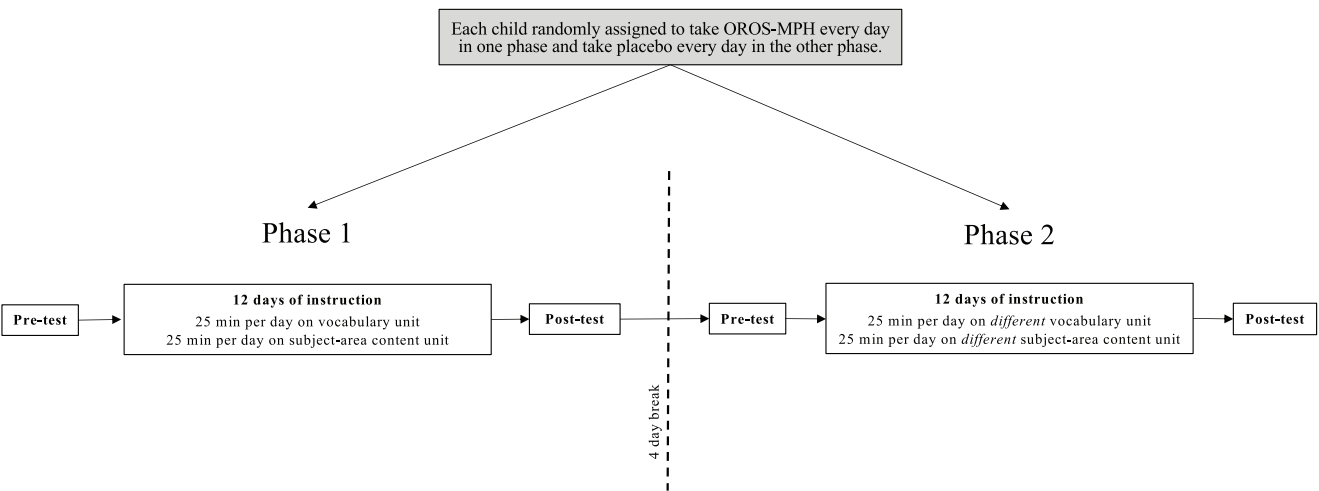 Each child randomly assigned to take OROS-MPH every day
in one phase and take placebo every day in the other phase.
Phase 1
Phase 2
Pre-test
12 days of instruction
25 min per day on vocabulary unit
25 min per day on subject-area content unit
Post-test
4 day break
Pre-test
12 days of instruction
25 min per day on different vocabulary unit
25 min per day on different subject-area content unit
Post-test